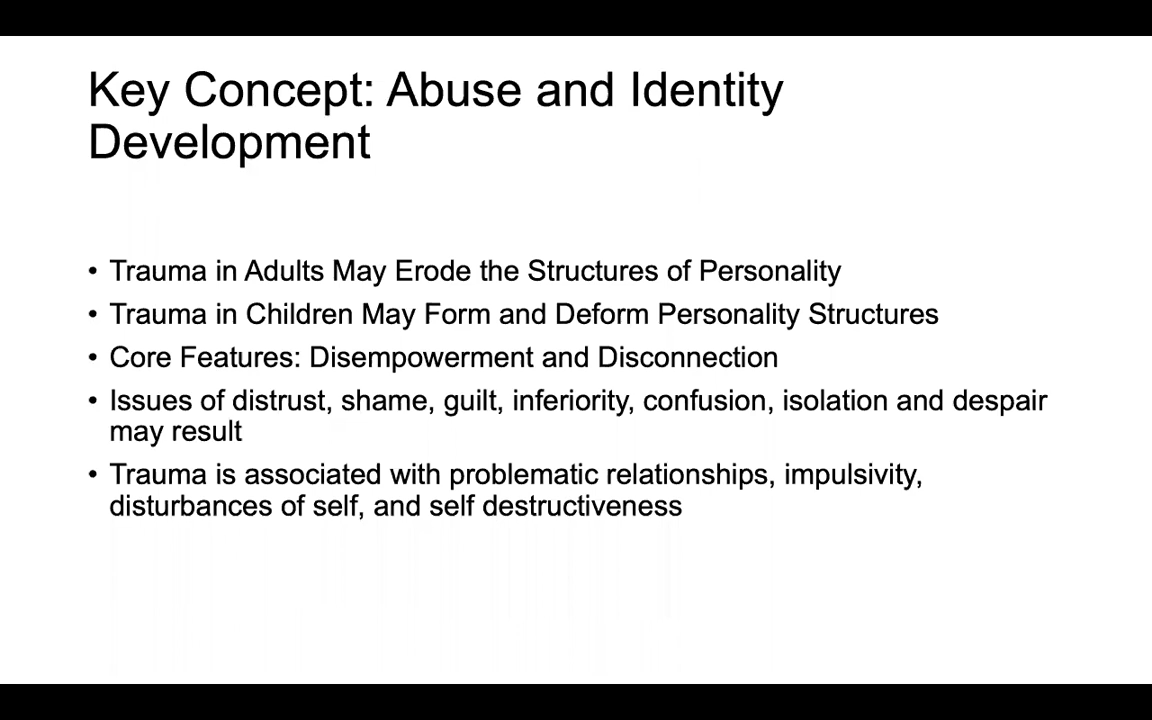 Key Concept: Abuse and Identity
Development
• Trauma in Adults May Erode the Structures of Personality
• Trauma in Children May Form and Deform Personality Structures
• Core Features: Disempowerment and Disconnection
• Issues of distrust, shame, guilt, inferiority, confusion, isolation and despair
may result
• Trauma is associated with problematic relationships, impulsivity,
disturbances of self, and self destructiveness